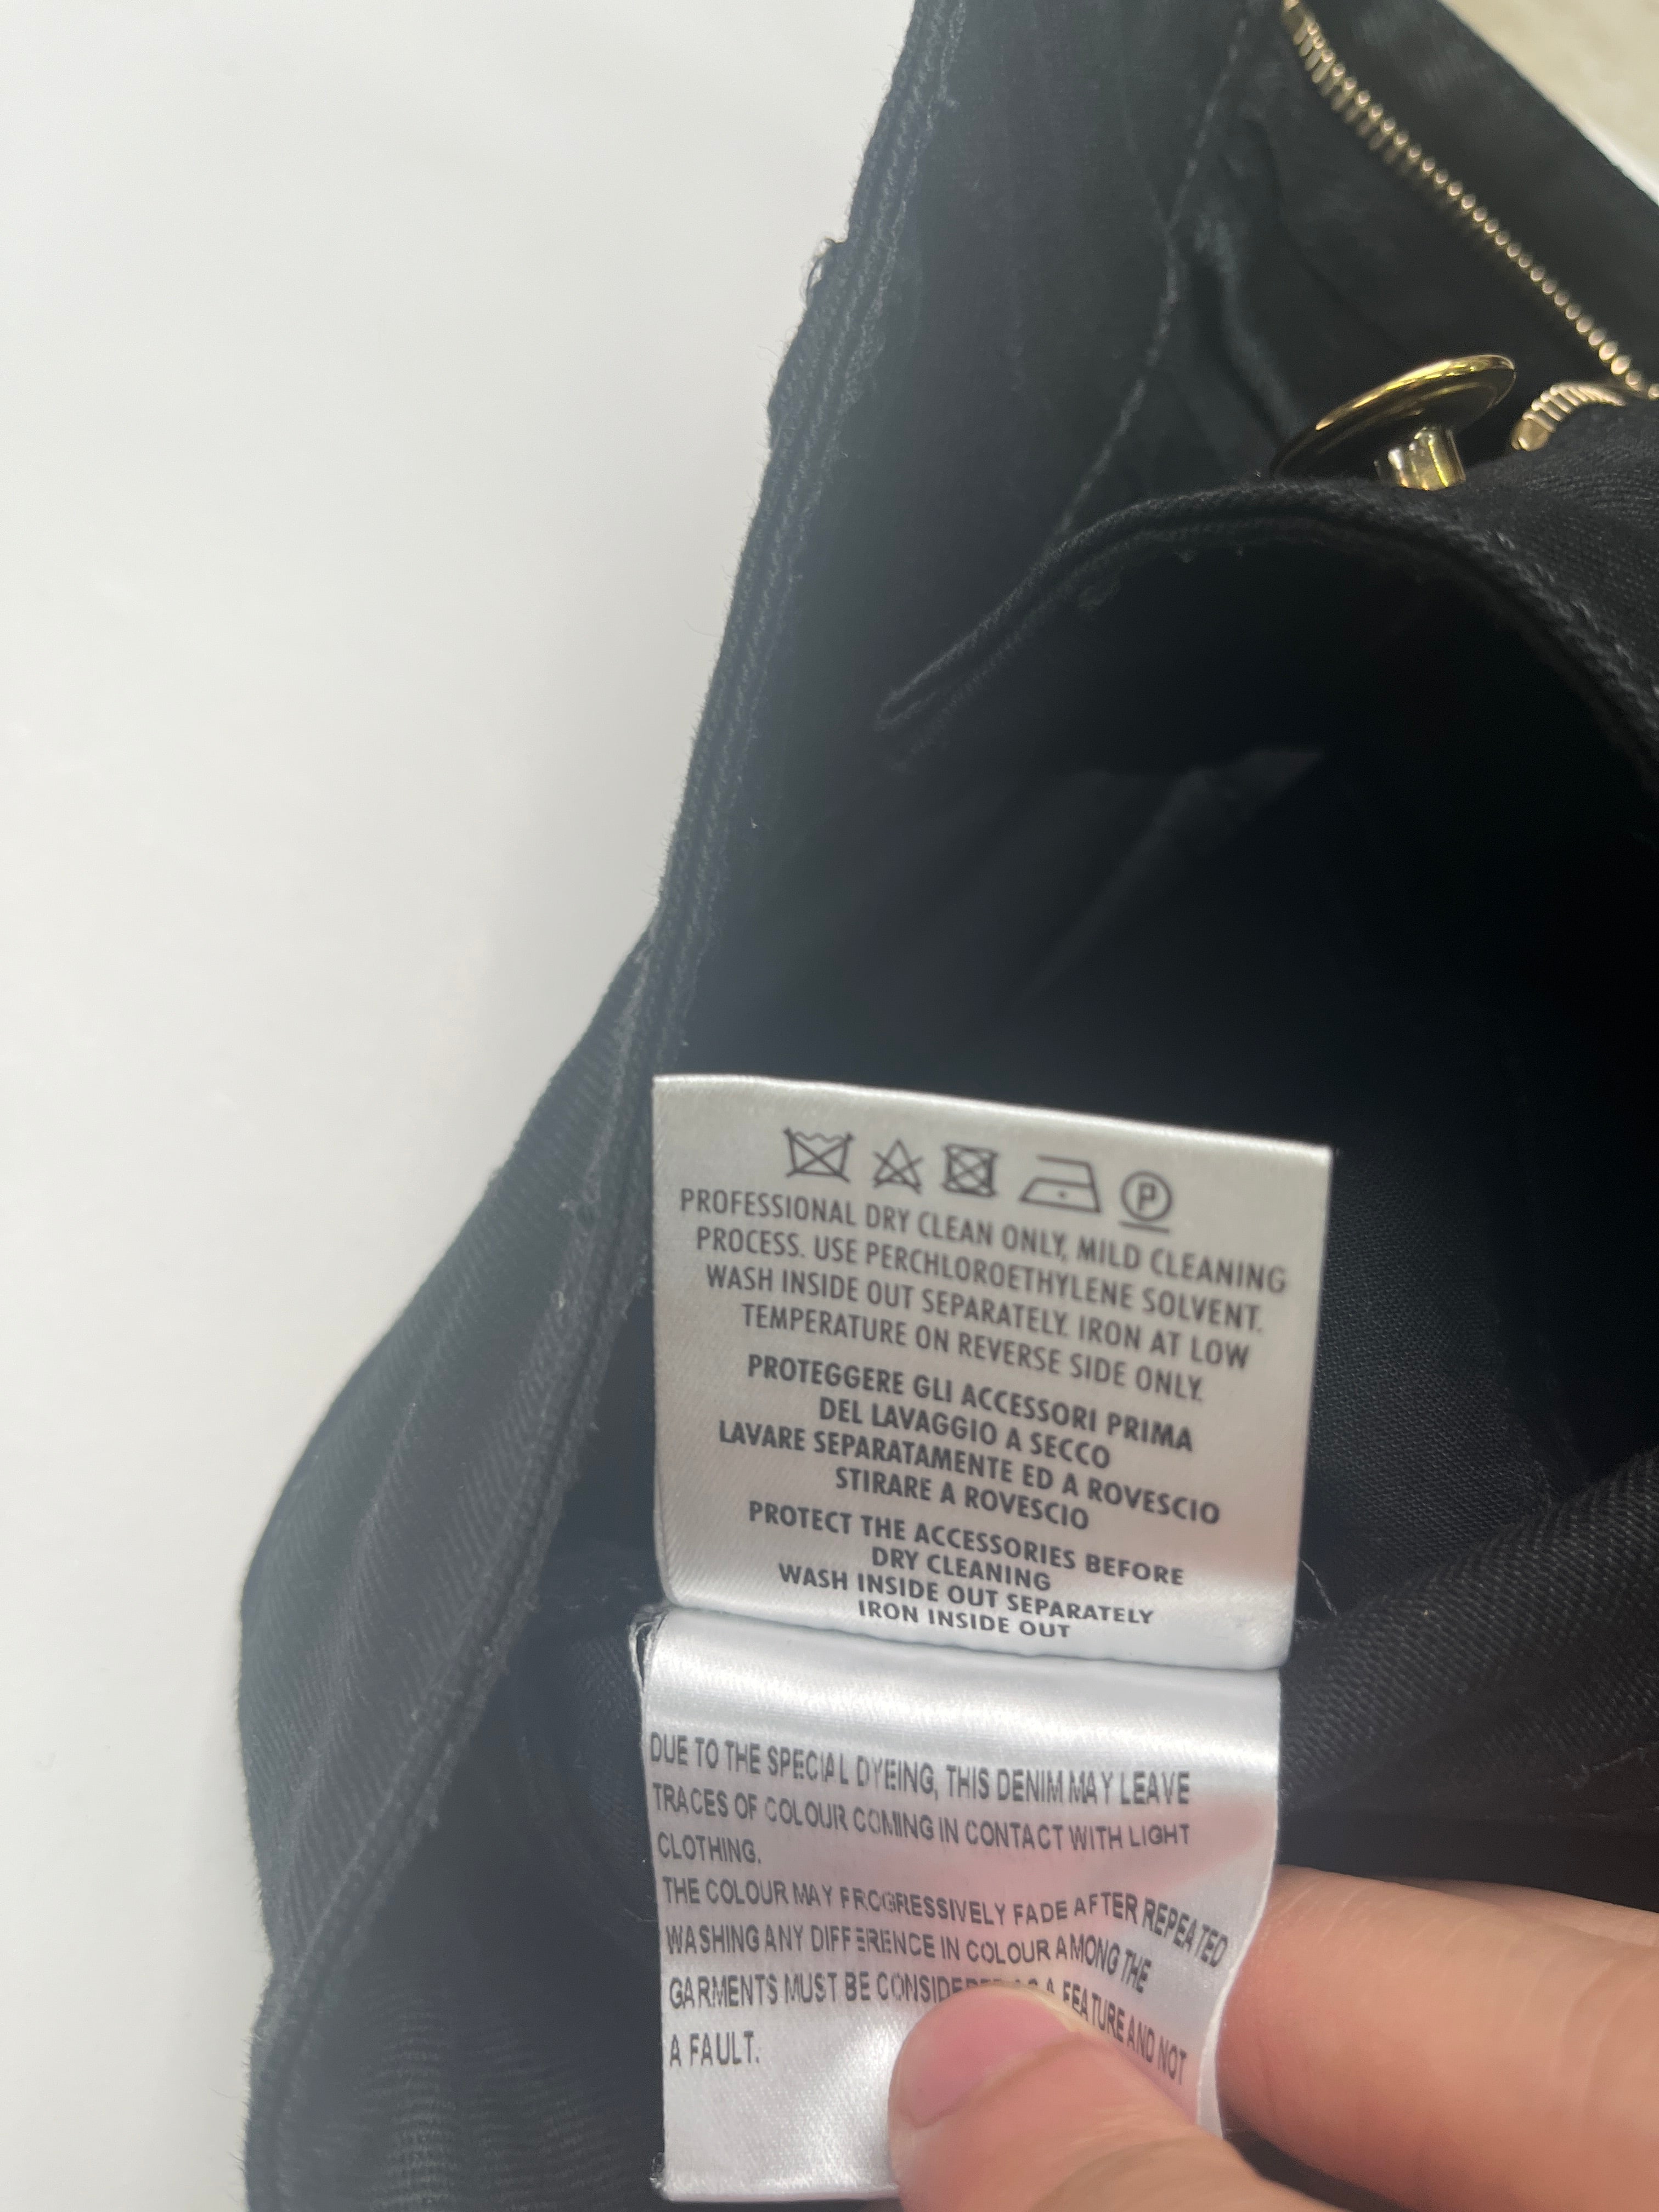 P
PROFESSIONAL DRY CLEAN ONLY, MILD CLEANING
PROCESS. USE PERCHLOROETHYLENE SOLVENT.
WASH INSIDE OUT SEPARATELY. IRON AT LOW
TEMPERATURE ON REVERSE SIDE ONLY.
PROTEGGERE GLI ACCESSORI PRIMA
DEL LAVAGGIO A SECCO
LAVARE SEPARATAMENTE ED A ROVESCIO
STIRARE A ROVESCIO
PROTECT THE ACCESSORIES BEFORE
DRY CLEANING
WASH INSIDE OUT SEPARATELY
IRON INSIDE OUT
DUE TO THE SPECIAL DYEING, THIS DENIM MAY LEAVE
TRACES OF COLOUR COMING IN CONTACT WITH LIGHT
CLOTHING.
THE COLOUR MAY PROGRESSIVELY FADE AFTER REPEATED
WASHING ANY DIFFERENCE IN COLOUR AMONG THE
GARMENTS MUST BE CONSIDERED AS A FEATURE AND NOT
A FAULT.